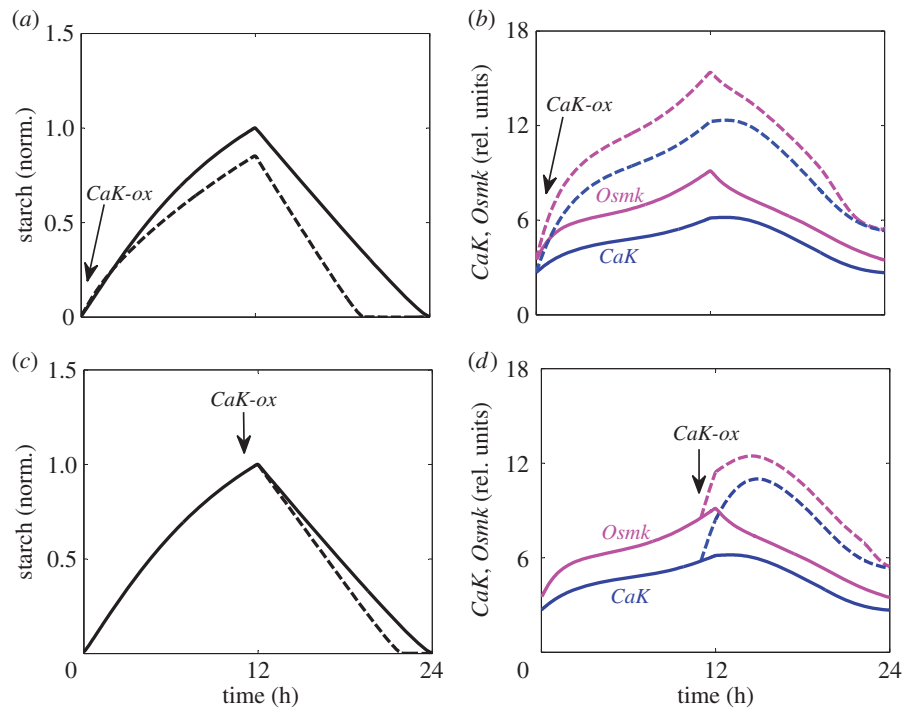 (a)
1.5
1.0
0.5
0
starch (norm.)
CaK-ox
(b)
18
12
6
0
CaK, Osmk (rel. units)
CaK-ox
Osmk
CaK
(c)
1.5
1.0
0.5
0
12
24
starch (norm.)
CaK-ox
time (h)
(d)
18
12
6
0
12
24
CaK, Osmk (rel. units)
CaK-ox
Osmk
CaK
time (h)